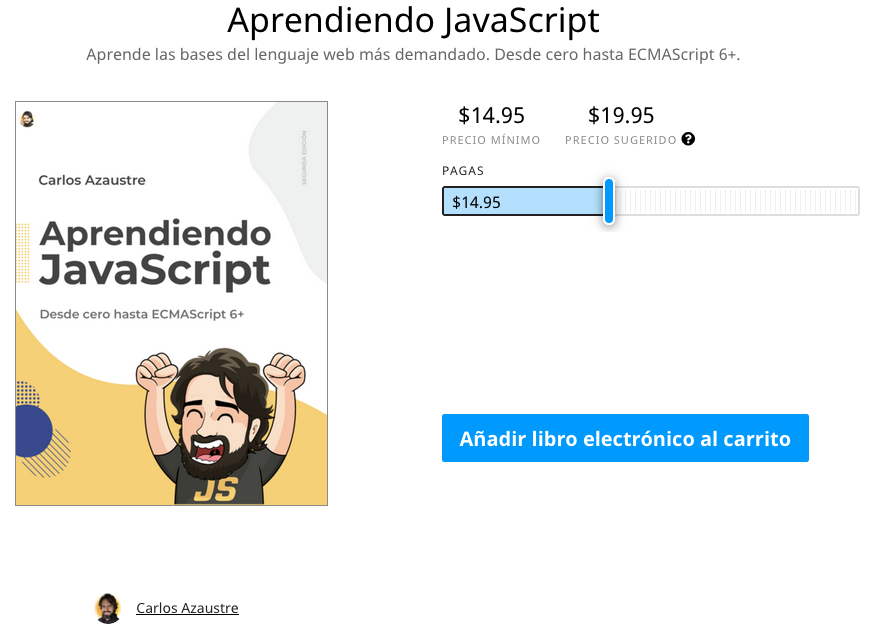 Aprendiendo JavaScript
Aprende las bases del lenguaje web más demandado. Desde cero hasta ECMAScript 6+.
SEGUNDA EDICIÓN
Carlos Azaustre
Aprendiendo
JavaScript
Desde cero hasta ECMAScript 6+
JS
$14.95 $19.95
PRECIO MÍNIMO PRECIO SUGERIDO ?
PAGAS
$14.95
Añadir libro electrónico al carrito
Carlos Azaustre